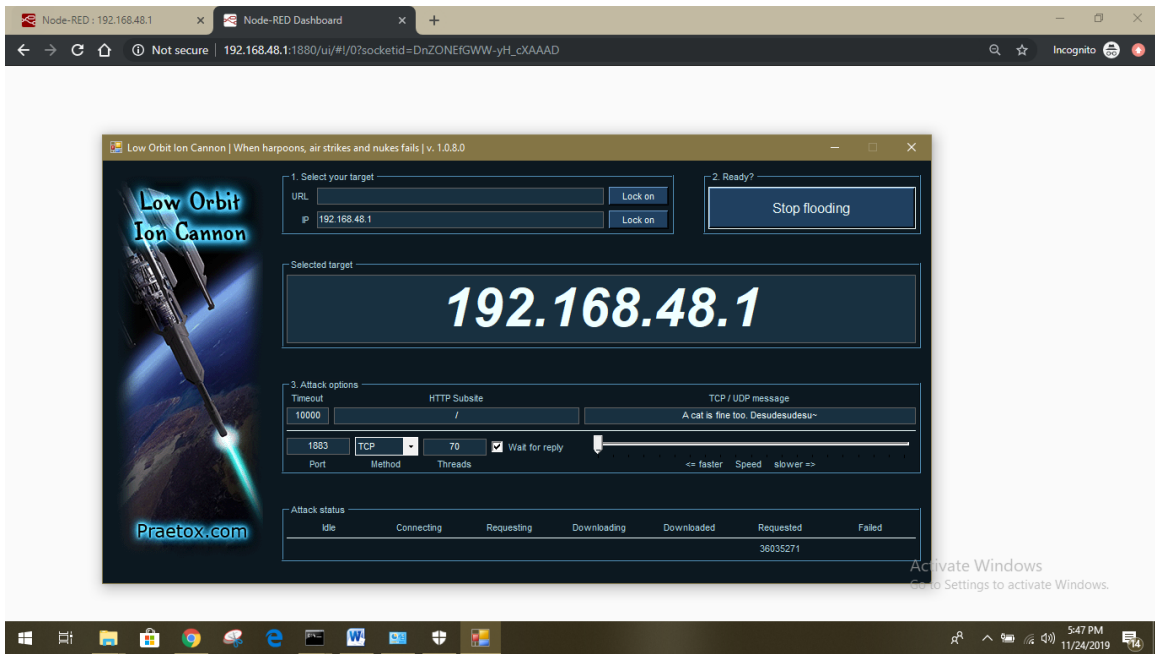 Node-RED : 192.168.48.1
Node-RED Dashboard
Not secure
192.168.48.1:1880/ui/#!/0?socketid=DnZONEfGWW-yH_cXAAAD
Incognito
Low Orbit Ion Cannon | When harpoons, air strikes and nukes fails | v. 1.0.8.0
Low Orbit
Ion Cannon
Praetox.com
1. Select your target
URL
Lock on
IP 192.168.48.1
Lock on
2. Ready?
Stop flooding
Selected target
192.168.48.1
3. Attack options
Timeout HTTP Subsite TCP / UDP message
10000 / A cat is fine too. Desudesudesu~
1883 TCP 70 Wait for reply
Port Method Threads <= faster Speed slower =>
Attack status
Idle Connecting Requesting Downloading Downloaded Requested Failed
36035271
Activate Windows
Go to Settings to activate Windows.
5:47 PM
11/24/2019
14